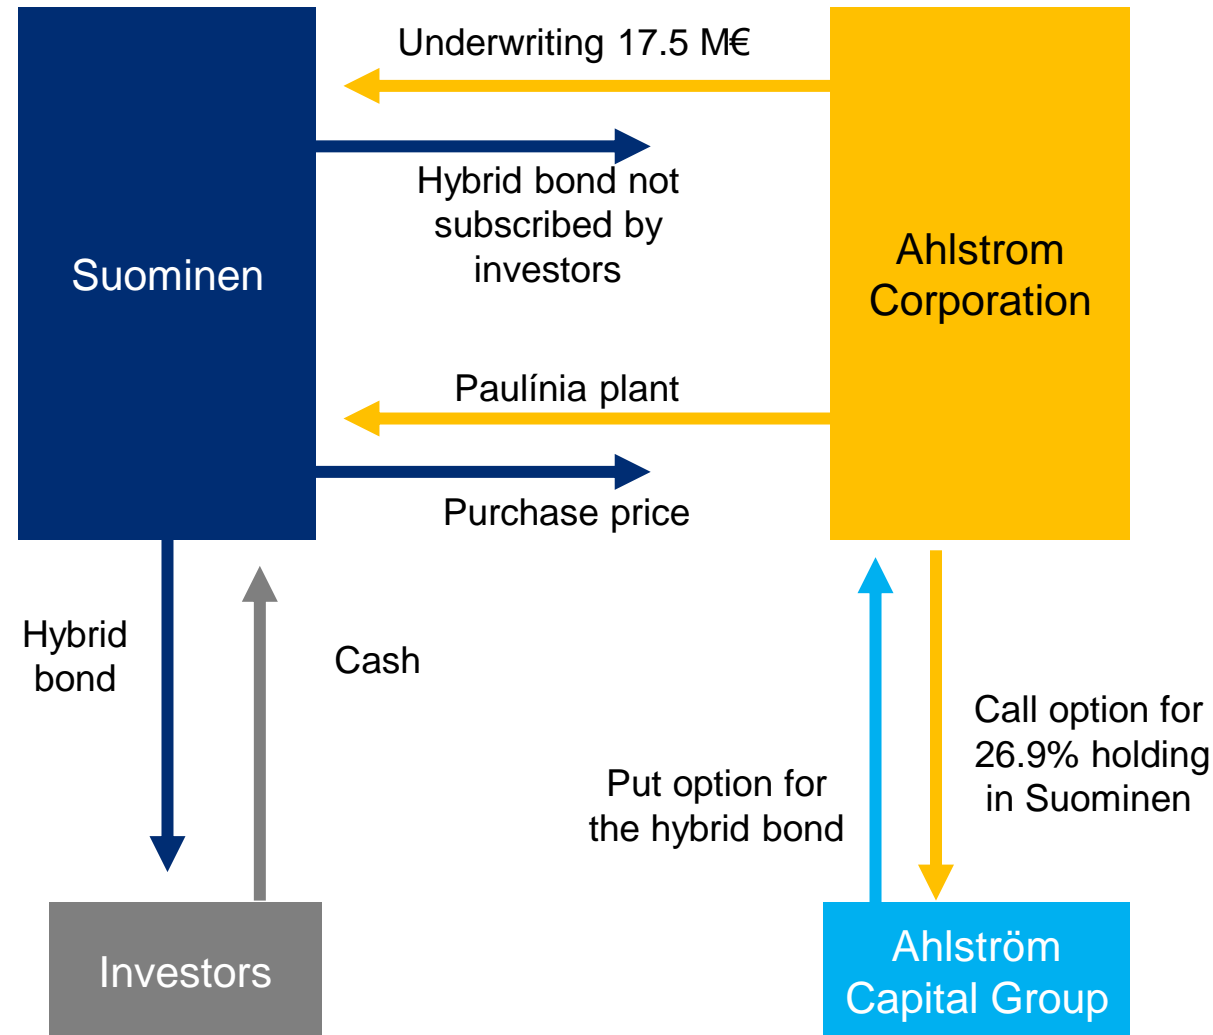 Underwriting 17.5 M€
Hybrid bond not
subscribed by
investors
Suominen
Ahlstrom
Corporation
Paulínia plant
Purchase price
Hybrid
bond
Cash
Call option for
26.9% holding
in Suominen
Put option for
the hybrid bond
Investors
Ahlström
Capital Group